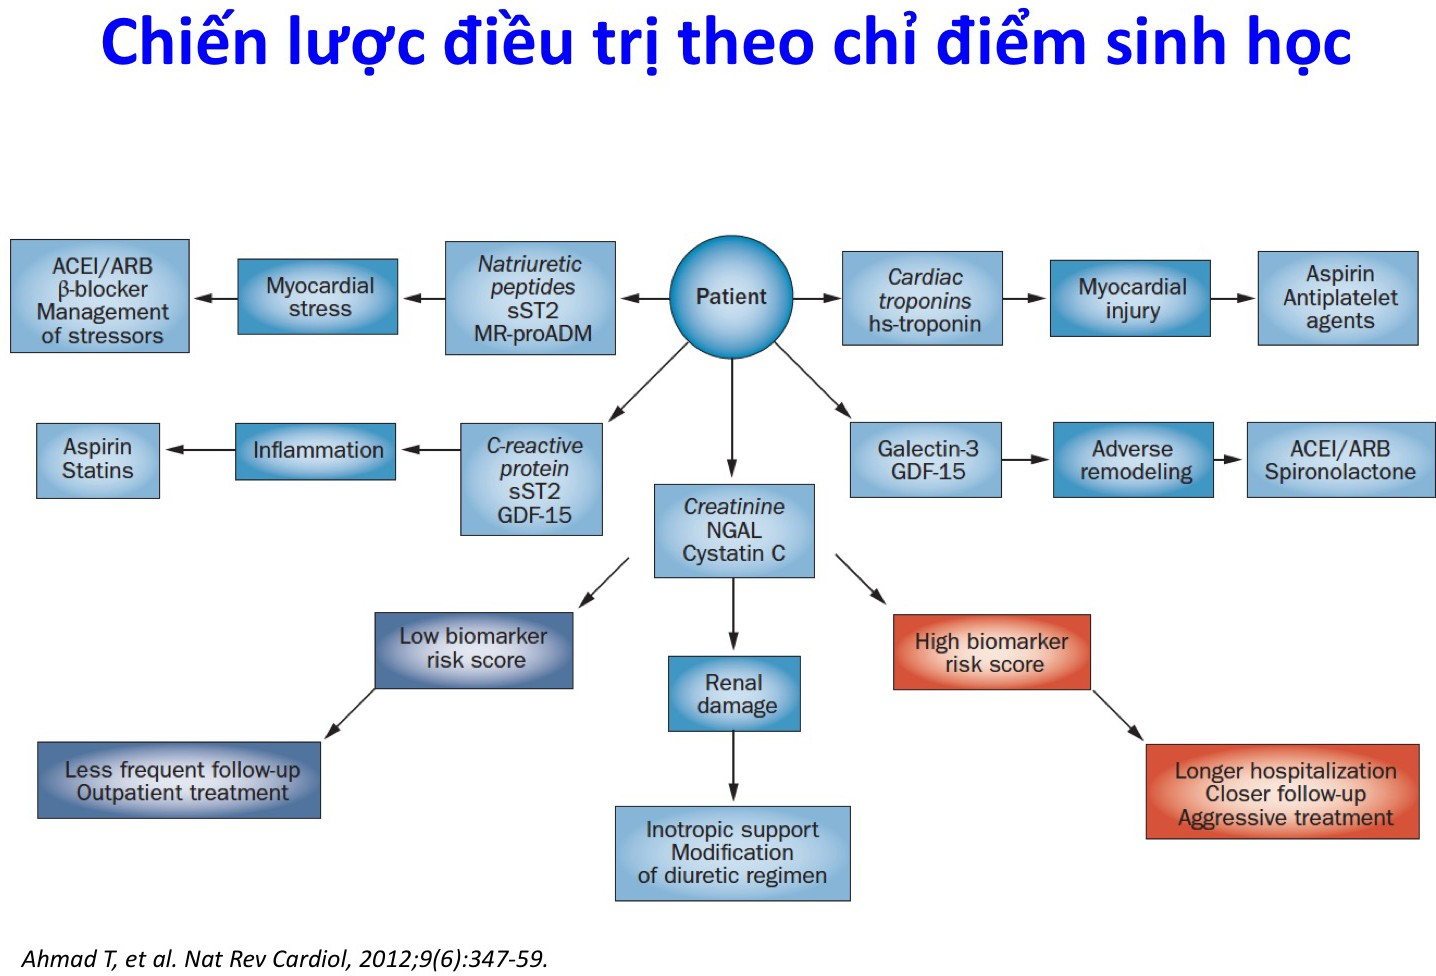 Chiến lược điều trị theo chỉ điểm sinh học
ACEI/ARB
β-blocker
Management
of stressors
Myocardial
stress
Natriuretic
peptides
sST2
MR-proADM
Patient
Cardiac
troponins
hs-troponin
Myocardial
injury
Aspirin
Antiplatelet
agents
Aspirin
Statins
Inflammation
C-reactive
protein
sST2
GDF-15
Creatinine
NGAL
Cystatin C
Galectin-3
GDF-15
Adverse
remodeling
ACEI/ARB
Spironolactone
Low biomarker
risk score
Renal
damage
High biomarker
risk score
Less frequent follow-up
Outpatient treatment
Inotropic support
Modification
of diuretic regimen
Longer hospitalization
Closer follow-up
Aggressive treatment
Ahmad T, et al. Nat Rev Cardiol, 2012;9(6):347-59.